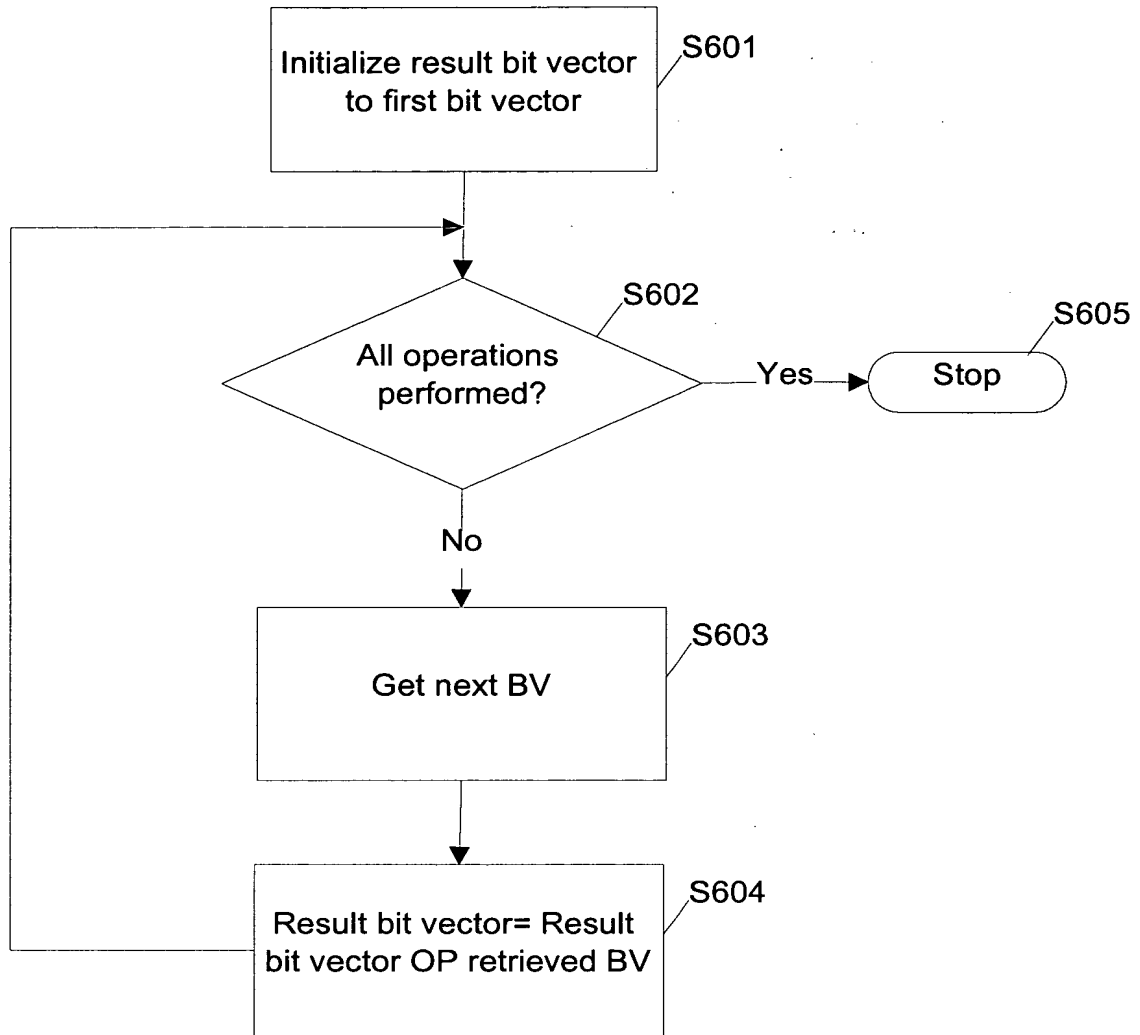 Initialize result bit vector
to first bit vector
S601
All operations
performed?
S602
Yes
Stop
S605
No
Get next BV
S603
Result bit vector= Result
bit vector OP retrieved BV
S604